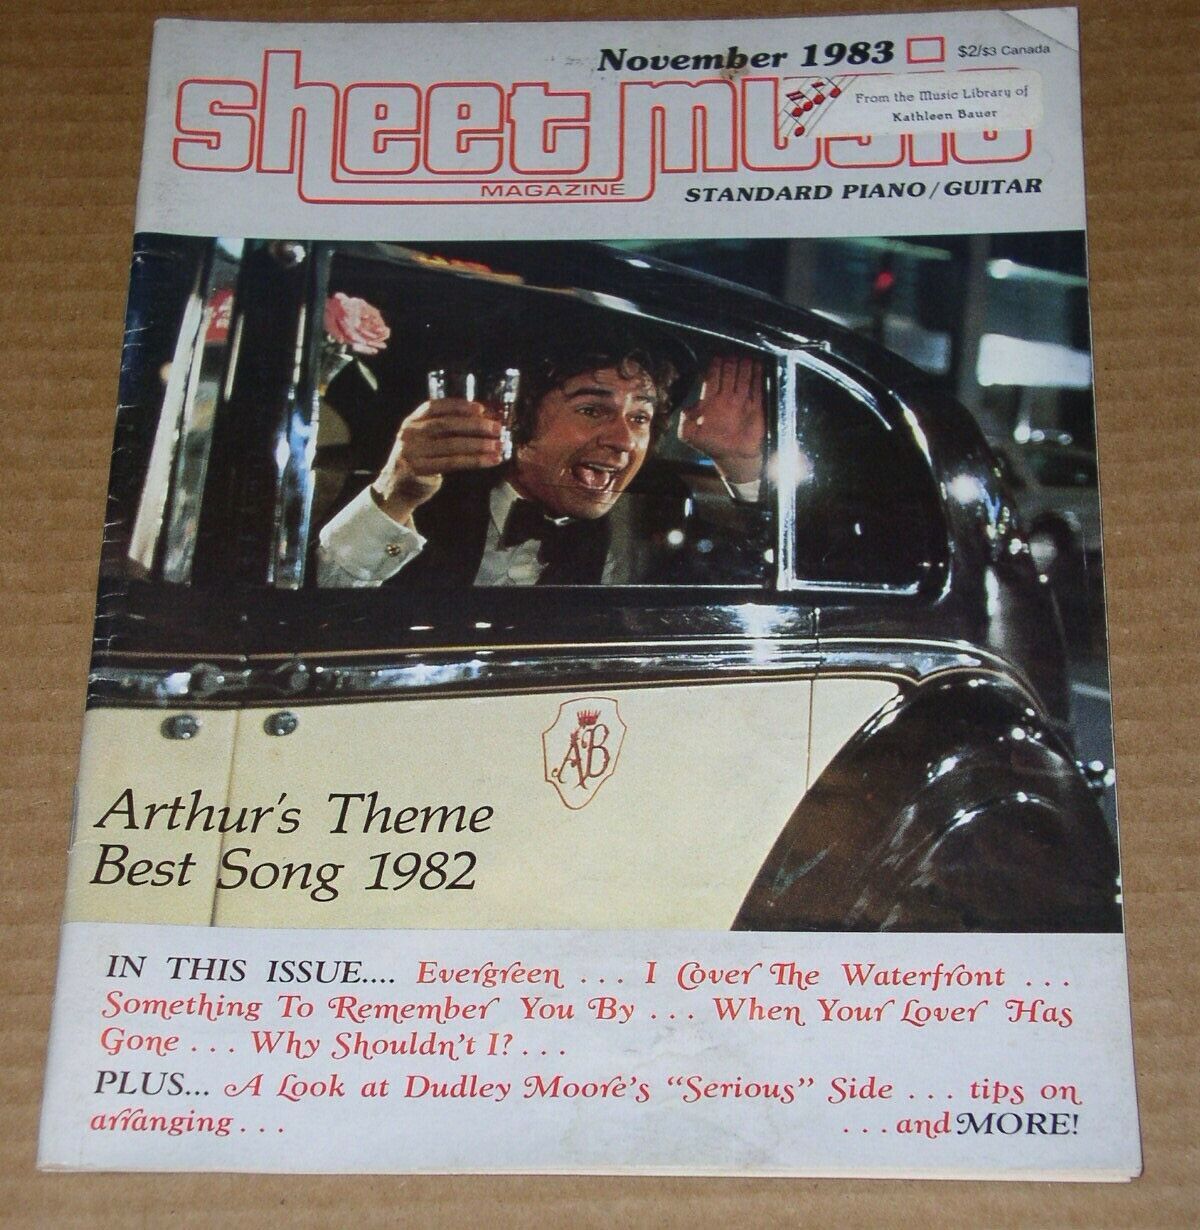 November 1983
$2/$3 Canada
sheet music
From the Music Library of
Kathleen Bauer
MAGAZINE
STANDARD PIANO/GUITAR
AB
Arthur's Theme
Best Song 1982
IN THIS ISSUE.... Evergreen . . . I Cover The Waterfront . . .
Something To Remember You By . . . When Your Lover Has
Gone . . . Why Shouldn't I? . . .
PLUS... A Look at Dudley Moore's "Serious" Side . . . tips on
arranging . . . . . . and MORE!